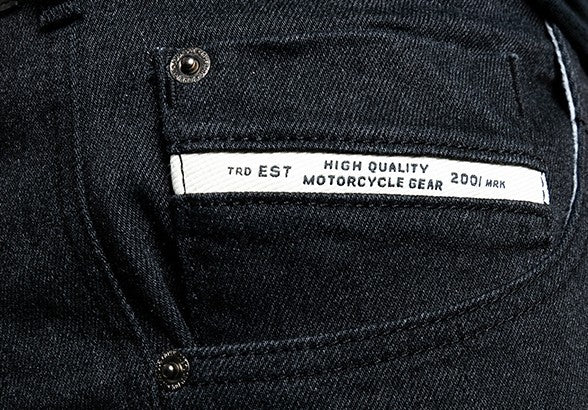 TRD EST HIGH QUALITY MOTORCYCLE GEAR 2001 MRK